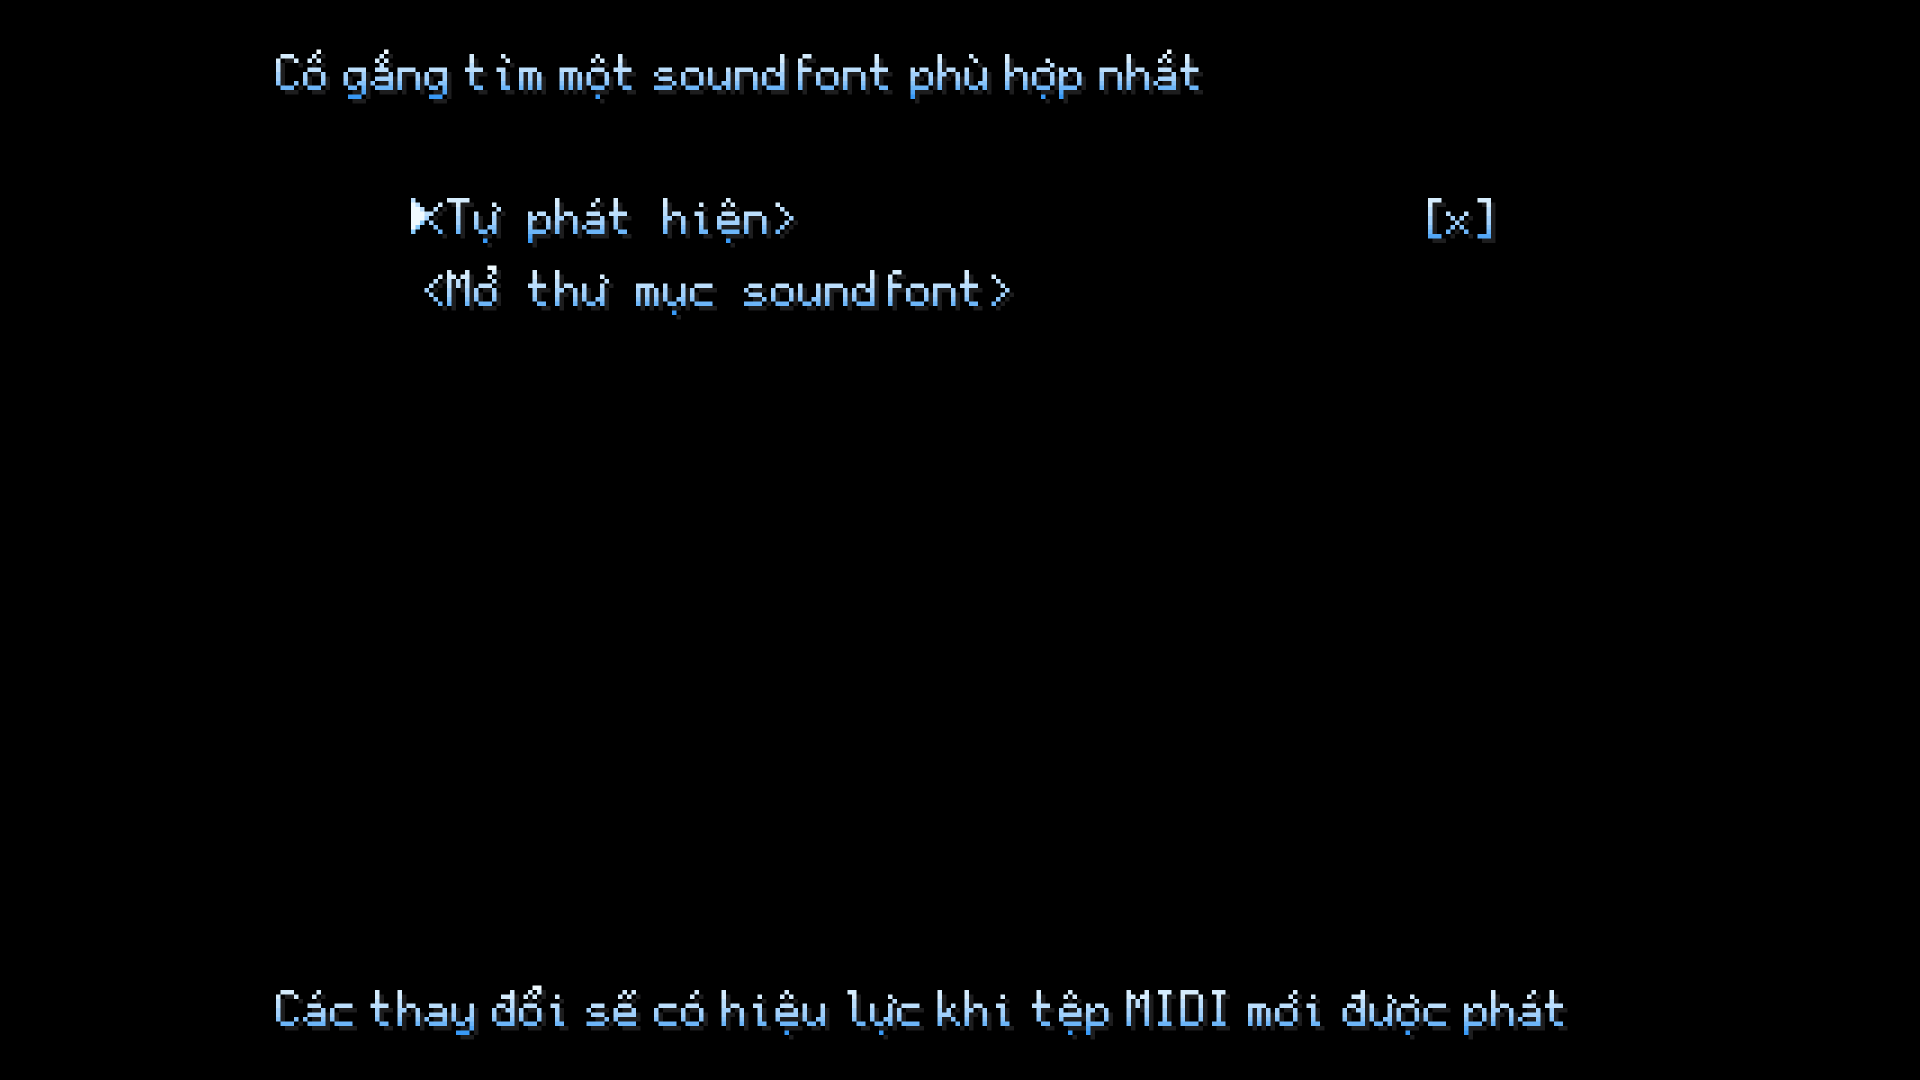 Cố gắng tìm một soundfont phù hợp nhất
<Tự phát hiện> [x]
<Mở thư mục soundfont>
Các thay đổi sẽ có hiệu lực khi tệp MIDI mới được phát